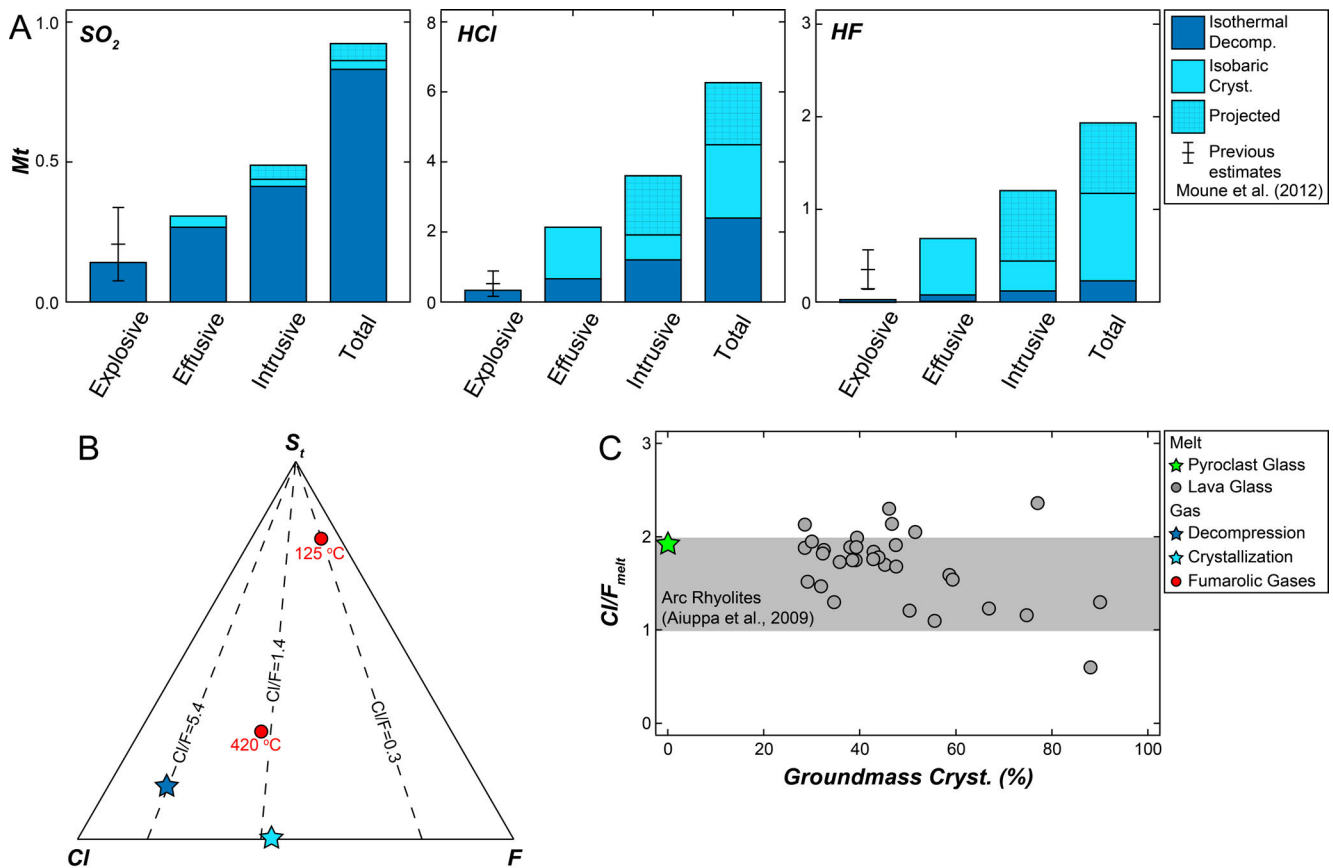 A
SO2
1.0
0.5
0.0
Mt
Explosive
Effusive
Intrusive
Total
HCl
8
6
4
2
0
Explosive
Effusive
Intrusive
Total
HF
3
2
1
0
Explosive
Effusive
Intrusive
Total
Isothermal
Decomp.
Isobaric
Cryst.
Projected
Previous
estimates
Moune et al. (2012)
B
St
125 °C
Cl/F=5.4
Cl/F=1.4
Cl/F=0.3
420 °C
Cl
F
C
3
2
1
0
Cl/Fmelt
Arc Rhyolites
(Aiuppa et al., 2009)
0
20
40
60
80
100
Groundmass Cryst. (%)
Melt
Pyroclast Glass
Lava Glass
Gas
Decompression
Crystallization
Fumarolic Gases